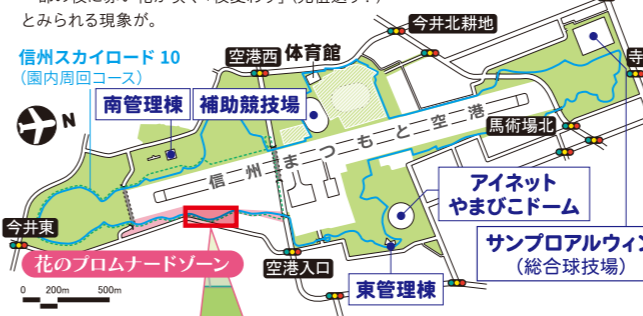 とみられる現象が。
信州スカイロード 10
(園内周回コース)
N
南管理棟
補助競技場
空港西
体育館
今井北耕地
寺
馬術場北
信州まつもと空港
アイネット
やまびこドーム
サンプロアルウィン
(総合球技場)
今井東
花のプロムナードゾーン
空港入口
東管理棟
0 200m 500m